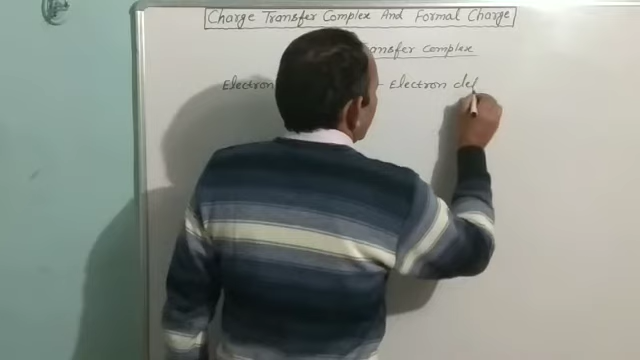 Charge Transfer Complex And Formal Charge
Transfer Complex
Electron - Electron def